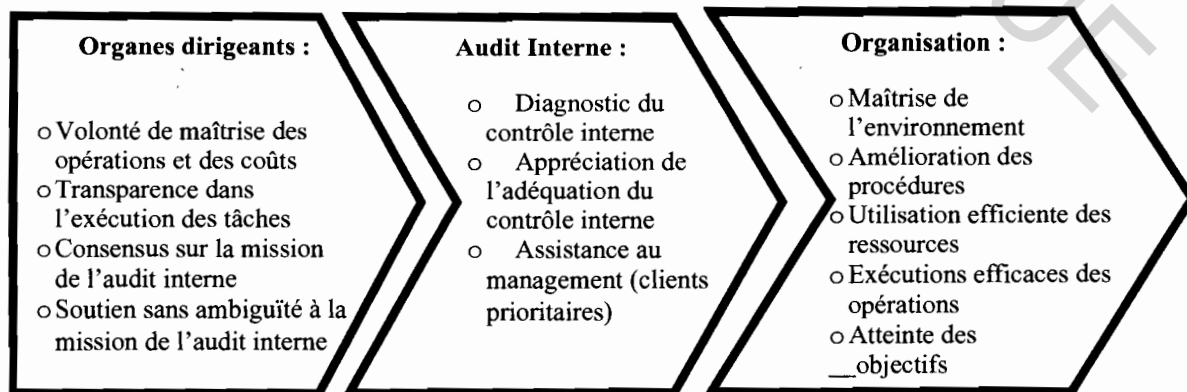 Organes dirigeants :
o Volonté de maîtrise des
opérations et des coûts
o Transparence dans
l'exécution des tâches
o Consensus sur la mission
de l'audit interne
o Soutien sans ambiguïté à la
mission de l'audit interne
Audit Interne :
o Diagnostic du
contrôle interne
o Appréciation de
l'adéquation du
contrôle interne
o Assistance au
management (clients
prioritaires)
Organisation :
o Maîtrise de
l'environnement
o Amélioration des
procédures
o Utilisation efficiente des
ressources
o Exécutions efficaces des
opérations
o Atteinte des
__objectifs